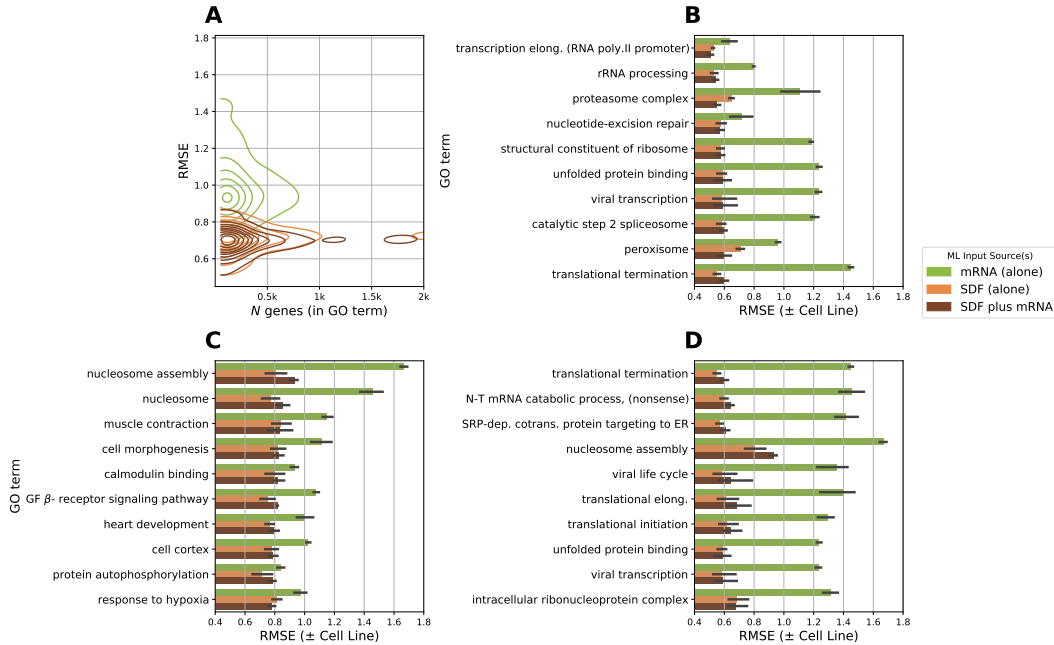 A
1.8
1.6
1.4
1.2
1.0
0.8
0.6
RMSE
0.5k
1k
1.5k
2k
N genes (in GO term)
B
GO term
transcription elong. (RNA poly.II promoter)
rRNA processing
proteasome complex
nucleotide-excision repair
structural constituent of ribosome
unfolded protein binding
viral transcription
catalytic step 2 spliceosome
peroxisome
translational termination
0.4 0.6 0.8 1.0 1.2 1.4 1.6 1.8
RMSE (± Cell Line)
ML Input Source(s)
mRNA (alone)
SDF (alone)
SDF plus mRNA
C
GO term
nucleosome assembly
nucleosome
muscle contraction
cell morphogenesis
calmodulin binding
GF β- receptor signaling pathway
heart development
cell cortex
protein autophosphorylation
response to hypoxia
0.4 0.6 0.8 1.0 1.2 1.4 1.6 1.8
RMSE (± Cell Line)
D
translational termination
N-T mRNA catabolic process, (nonsense)
SRP-dep. cotrans. protein targeting to ER
nucleosome assembly
viral life cycle
translational elong.
translational initiation
unfolded protein binding
viral transcription
intracellular ribonucleoprotein complex
0.4 0.6 0.8 1.0 1.2 1.4 1.6 1.8
RMSE (± Cell Line)